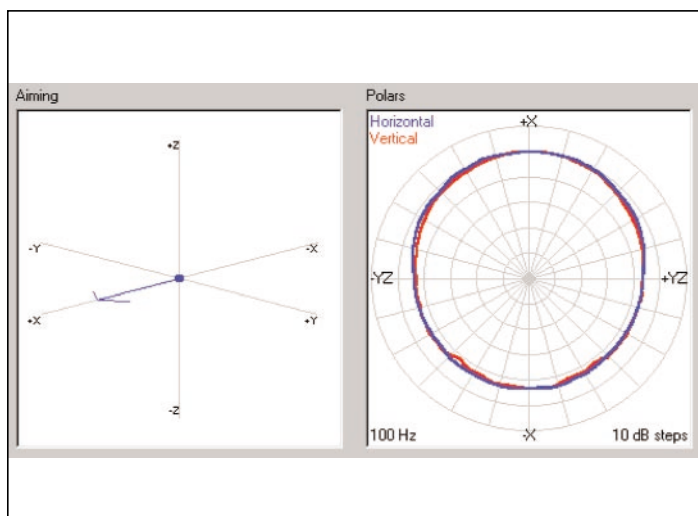 Aiming
+Z
-Y
-X
+X
+Y
-Z
Polars
Horizontal
Vertical
+X
-YZ
+YZ
-X
100 Hz
10 dB steps